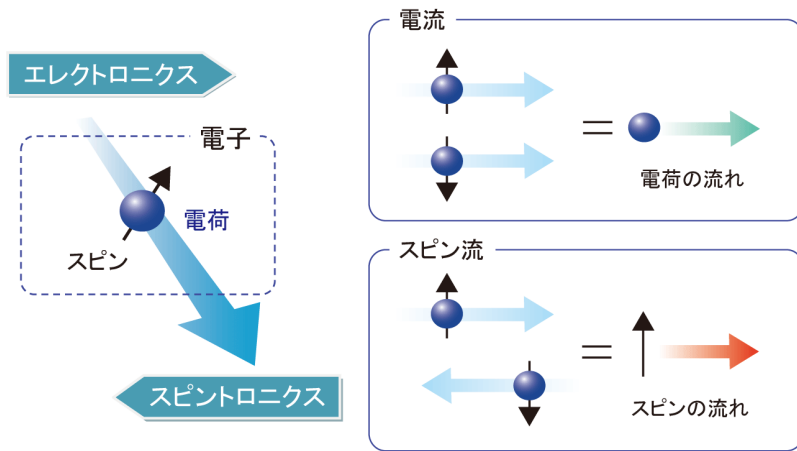 エレクトロニクス
電子
電荷
スピン
スピントロニクス
電流
=
電荷の流れ
スピン流
=
スピンの流れ